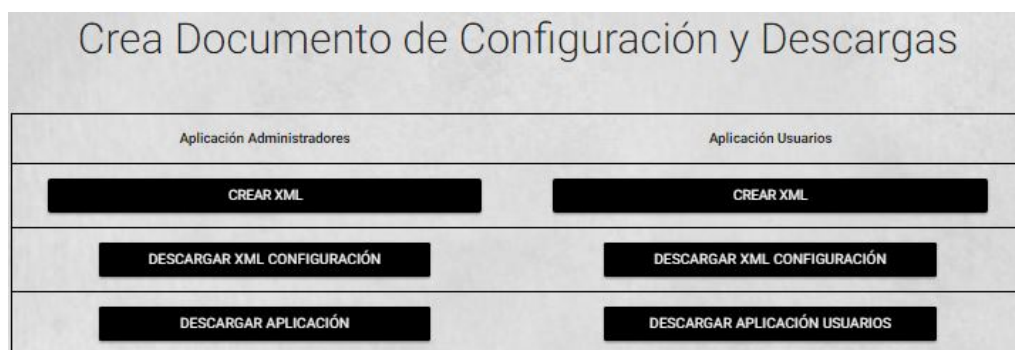 Crea Documento de Configuración y Descargas
Aplicación Administradores Aplicación Usuarios
CREAR XML CREAR XML
DESCARGAR XML CONFIGURACIÓN DESCARGAR XML CONFIGURACIÓN
DESCARGAR APLICACIÓN DESCARGAR APLICACIÓN USUARIOS